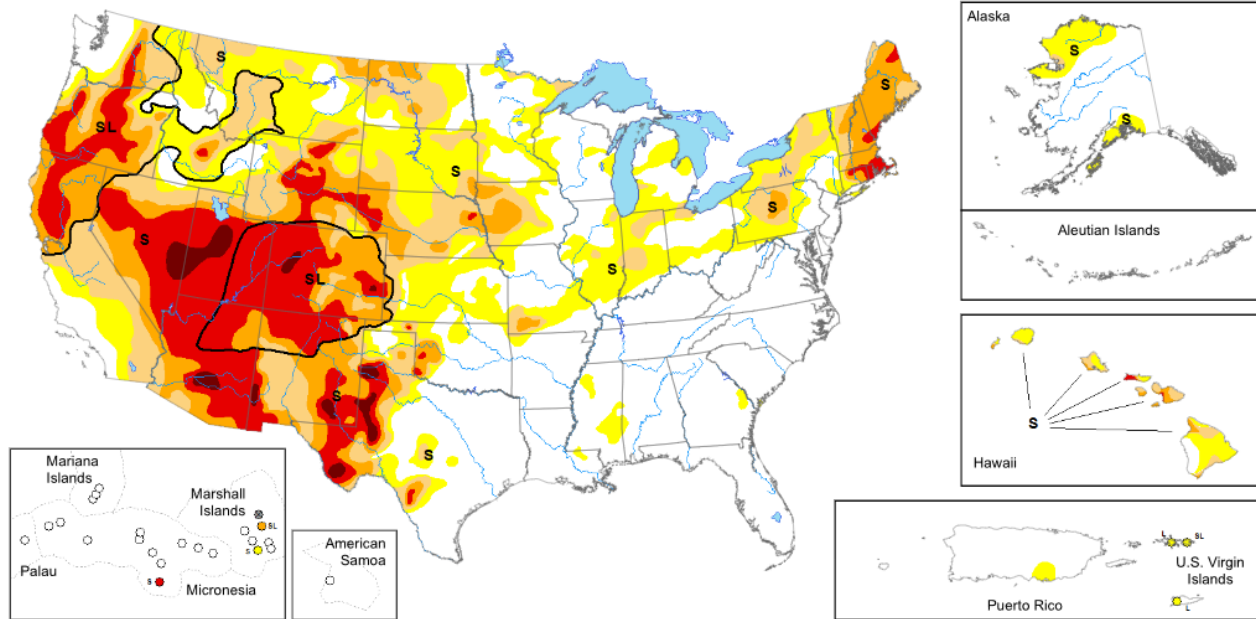 Alaska
S
S
Aleutian Islands
S
SL
S
S
S
S
SL
S
S
S
S
Hawaii
Mariana
Islands
Marshall
Islands
SL
S
S
Palau
Micronesia
American
Samoa
L
SL
U.S. Virgin
Islands
L
Puerto Rico